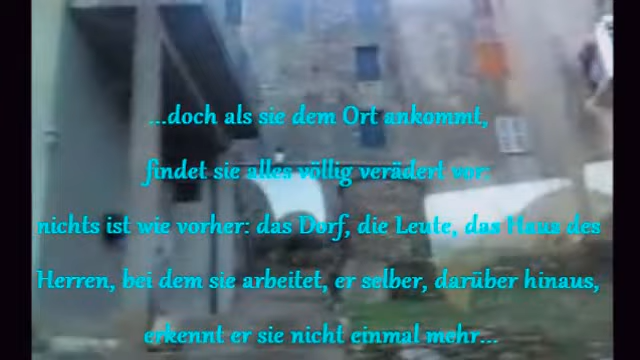 ...doch als sie dem Ort ankommt,
findet sie alles völlig verädert vor:
nichts ist wie vorher: das Dorf, die Leute, das Haus des
Herren, bei dem sie arbeitet, er selber, darüber hinaus,
erkennt er sie nicht einmal mehr...